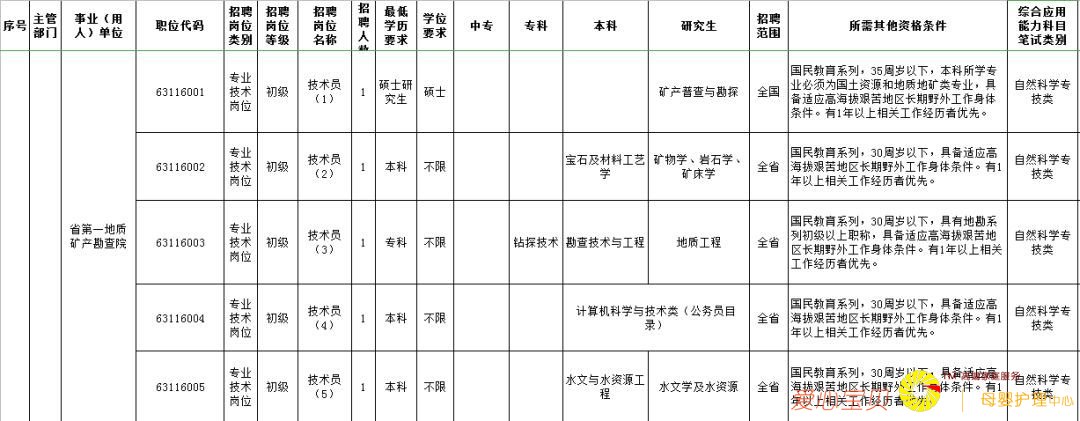 序号
主管
部门
事业（用
人）单位
职位代码
招聘
岗位
类别
招聘
岗位
等级
招聘
岗位
名称
招
聘
人数
最低
学历
要求
学位
要求
中专
专科
本科
研究生
招聘
范围
所需其他资格条件
综合应用
能力科目
笔试类别
省第一地质
矿产勘查院
63116001
专业
技术
岗位
初级
技术员
（1）
1
硕士研
究生
硕士
矿产普查与勘探
全国
国民教育系列，35周岁以下，本科所学专
业必须为国土资源和地质地矿类专业，具
备适应高海拔艰苦地区长期野外工作身体
条件。有1年以上相关工作经历者优先。
自然科学专
技类
63116002
专业
技术
岗位
初级
技术员
（2）
1
本科
不限
宝石及材料工艺
学
矿物学、岩石学、
矿床学
全省
国民教育系列，30周岁以下，具备适应高
海拔艰苦地区长期野外工作身体条件。有1
年以上相关工作经历者优先。
自然科学专
技类
63116003
专业
技术
岗位
初级
技术员
（3）
1
专科
不限
钻探技术
勘查技术与工程
地质工程
全省
国民教育系列，30周岁以下，具有地勘系
列初级以上职称，具备适应高海拔艰苦地
区长期野外工作身体条件。有1年以上相关
工作经历者优先。
自然科学专
技类
63116004
专业
技术
岗位
初级
技术员
（4）
1
本科
不限
计算机科学与技术类（公务员目
录）
全省
国民教育系列，30周岁以下，具备适应高
海拔艰苦地区长期野外工作身体条件。有1
年以上相关工作经历者优先。
自然科学专
技类
63116005
专业
技术
岗位
初级
技术员
（5）
1
本科
不限
水文与水资源工
程
水文学及水资源
全省
国民教育系列，30周岁以下，具备适应高
海拔艰苦地区长期野外工作身体条件。有1
年以上相关工作经历者优先。
自然科学专
技类
爱心宝贝
母婴护理中心